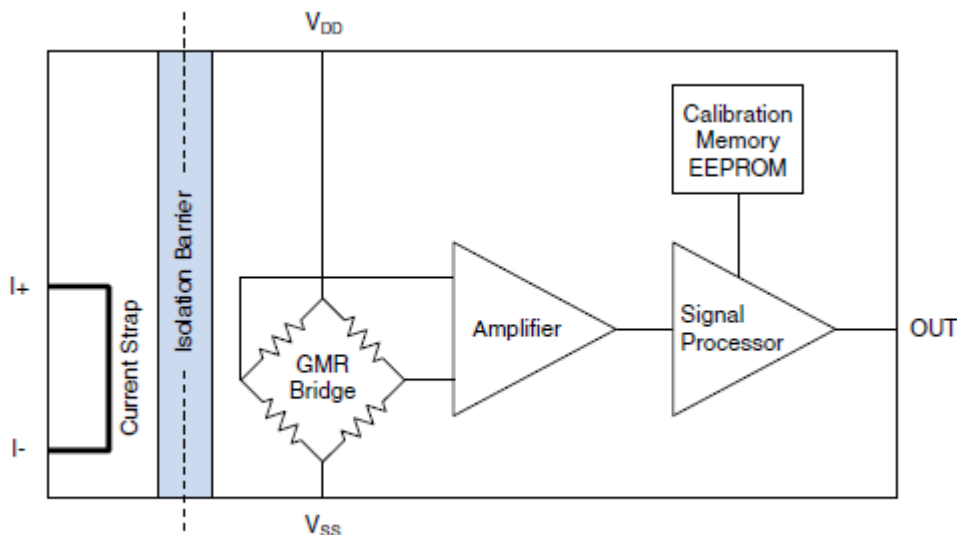 VDD
Calibration
Memory
EEPROM
Isolation Barrier
I+
Current Strap
Amplifier
Signal
Processor
OUT
GMR
Bridge
I-
VSS